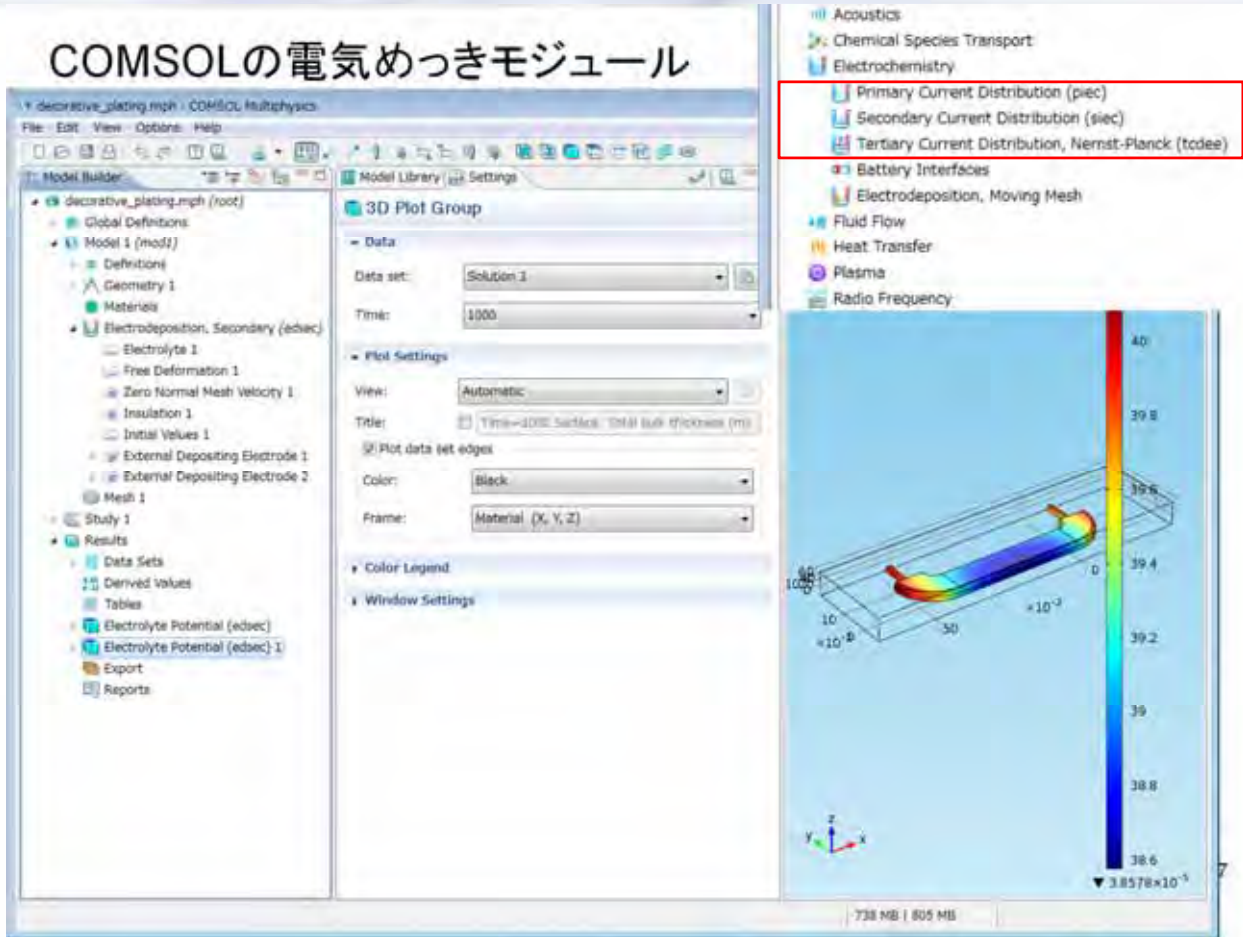 COMSOLの電気めっきモジュール
decorative_plating.mph - COMSOL Multiphysics
File Edit View Options Help
Model Builder
decorative_plating.mph (root)
Global Definitions
Model 1 (mod1)
Definitions
Geometry 1
Materials
Electrodeposition, Secondary (edsec)
Electrolyte 1
Free Deformation 1
Zero Normal Mesh Velocity 1
Insulation 1
Initial Values 1
External Depositing Electrode 1
External Depositing Electrode 2
Mesh 1
Study 1
Results
Data Sets
Derived Values
Tables
Electrolyte Potential (edsec)
Electrolyte Potential (edsec) 1
Export
Reports
Model Library Settings
3D Plot Group
Data
Data set: Solution 1
Time: 1000
Plot Settings
View: Automatic
Title: Time=1000 Surface: Total bulk thickness (m)
Plot data set edges
Color: Black
Frame: Material (X, Y, Z)
Color Legend
Window Settings
Acoustics
Chemical Species Transport
Electrochemistry
Primary Current Distribution (piec)
Secondary Current Distribution (siec)
Tertiary Current Distribution, Nernst-Planck (tcdee)
Battery Interfaces
Electrodeposition, Moving Mesh
Fluid Flow
Heat Transfer
Plasma
Radio Frequency
40
39.8
39.6
39.4
39.2
39
38.8
38.6
▼ 3.8578×10⁻⁵
0
50
×10⁻²
10
z
y
x
7
738 MB | 805 MB